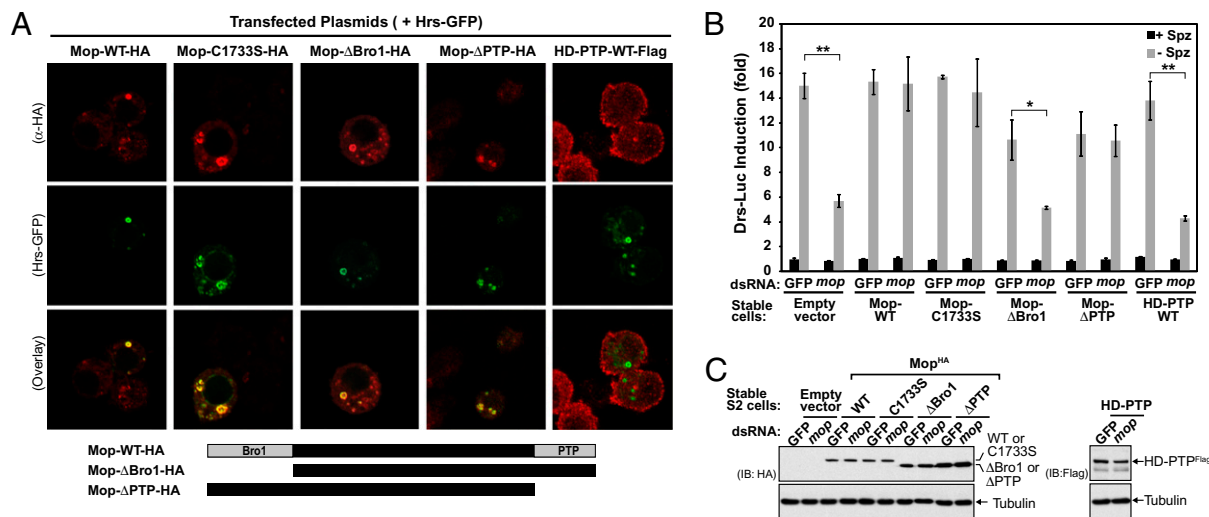 A
Transfected Plasmids ( + Hrs-GFP)
Mop-WT-HA Mop-C1733S-HA Mop-ΔBro1-HA Mop-ΔPTP-HA HD-PTP-WT-Flag
(α-HA)
(Hrs-GFP)
(Overlay)
Mop-WT-HA Bro1 PTP
Mop-ΔBro1-HA
Mop-ΔPTP-HA
B
Drs-Luc Induction (fold)
20
18
16
14
12
10
8
6
4
2
0
+ Spz
- Spz
** * **
dsRNA: GFP mop GFP mop GFP mop GFP mop GFP mop GFP mop
Stable cells: Empty vector Mop-WT Mop-C1733S Mop-ΔBro1 Mop-ΔPTP HD-PTP WT
C
Mop^HA
Stable S2 cells: Empty vector WT C1733S ΔBro1 ΔPTP
dsRNA: GFP mop GFP mop GFP mop GFP mop GFP mop
(IB: HA)
WT or C1733S
ΔBro1 or ΔPTP
Tubulin
HD-PTP
GFP mop
(IB:Flag)
HD-PTP^Flag
Tubulin